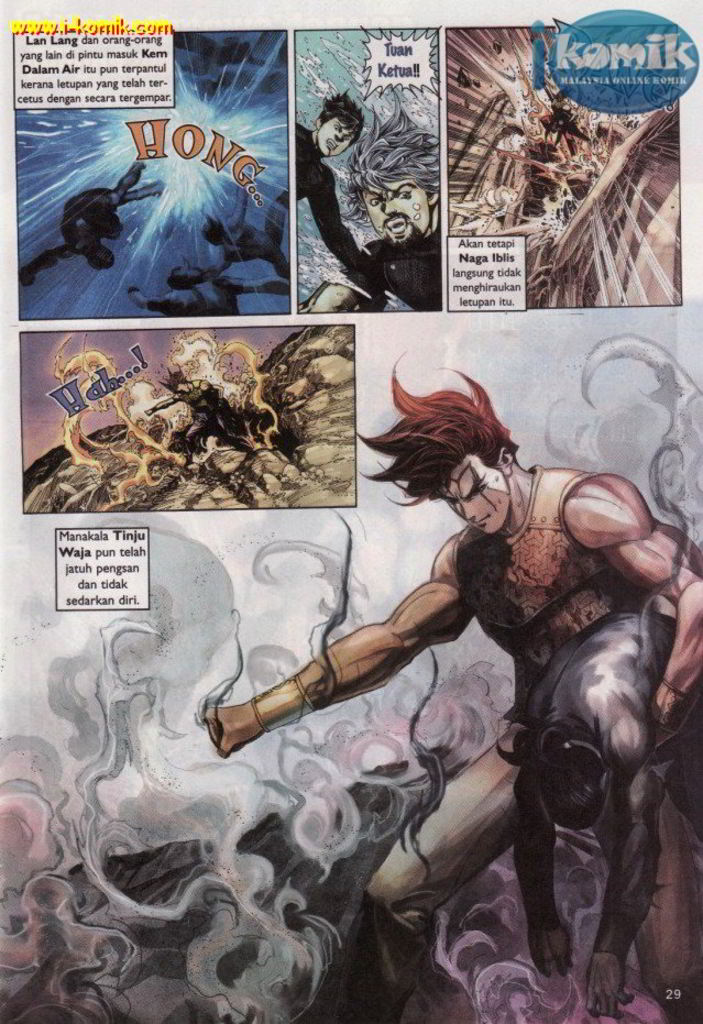 www.i-komik.com
Lan Lang dan orang-orang
yang lain di pintu masuk Kem
Dalam Air itu pun terpantul
kerana letupan yang telah ter-
cetus dengan secara tergempar.
HONG...
Tuan
Ketua!!
ikomik
MALAYSIA ONLINE KOMIK
Akan tetapi
Naga Iblis
langsung tidak
menghiraukan
letupan itu.
Hah...!
Manakala Tinju
Waja pun telah
jatuh pengsan
dan tidak
sedarkan diri.
29